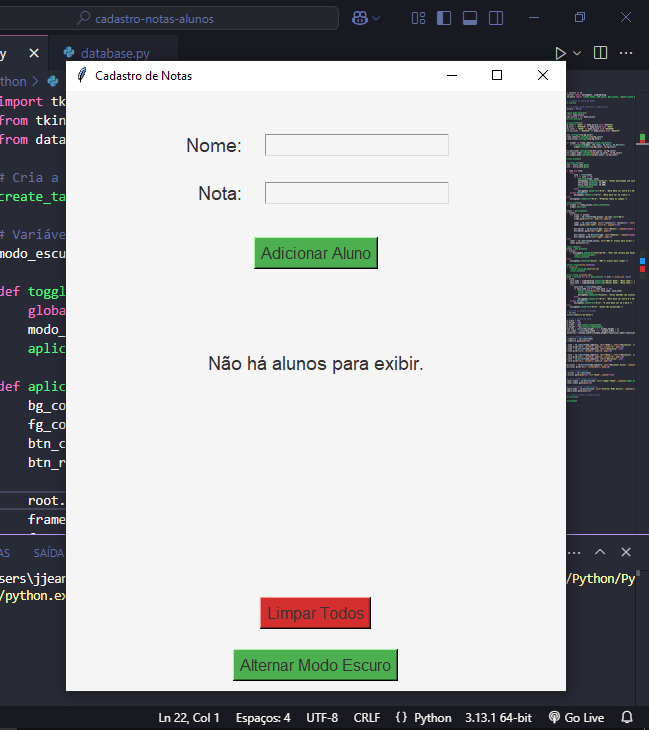 cadastro-notas-alunos
y
database.py
thon
Cadastro de Notas
import tk
from tkin
from data
# Cria a
create_ta
# Variáve
modo_escu
def toggl
globa
modo_
aplic
def aplic
bg_co
fg_co
btn_c
btn_r
root.
frame
Nome:
Nota:
Adicionar Aluno
Não há alunos para exibir.
Limpar Todos
Alternar Modo Escuro
AS
SAÍDA
sers\jjean
/Python/Py
/python.ex
Ln 22, Col 1
Espaços: 4
UTF-8
CRLF
{ } Python
3.13.1 64-bit
Go Live